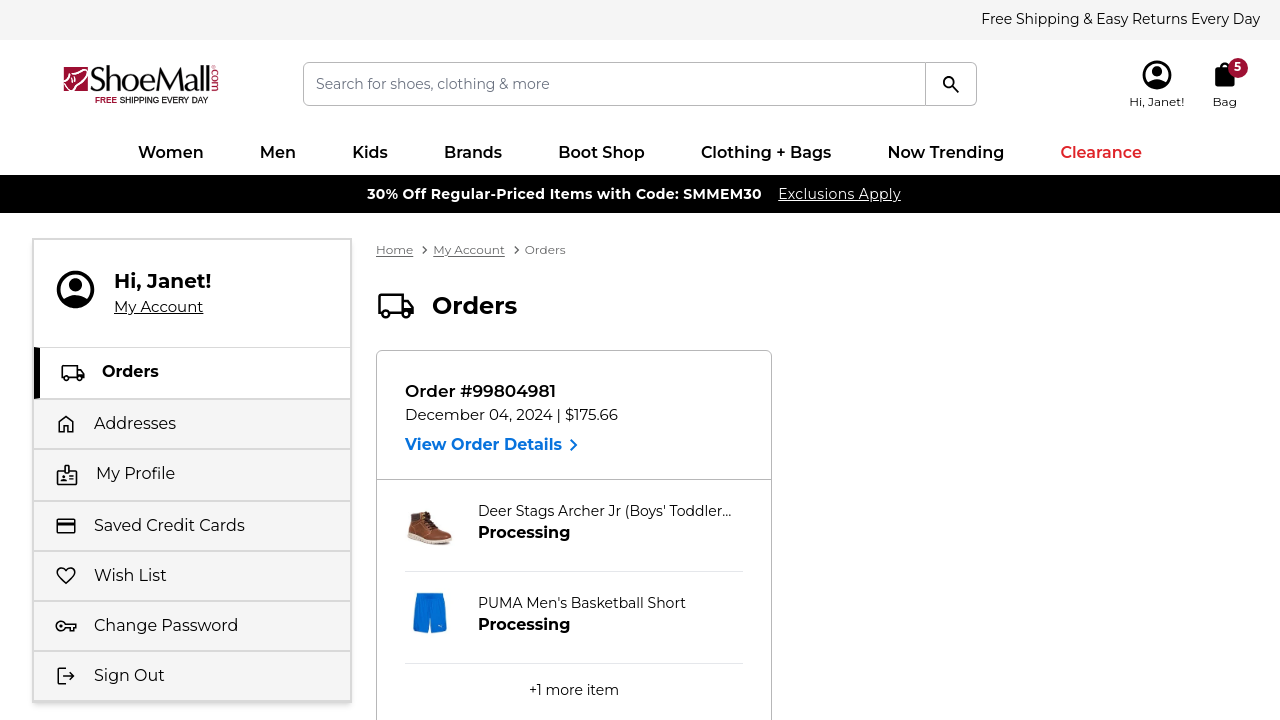 Free Shipping & Easy Returns Every Day
ShoeMall.com
FREE SHIPPING EVERY DAY
Search for shoes, clothing & more
Hi, Janet!
5
Bag
Women Men Kids Brands Boot Shop Clothing + Bags Now Trending Clearance
30% Off Regular-Priced Items with Code: SMMEM30 Exclusions Apply
Hi, Janet!
My Account
Orders
Addresses
My Profile
Saved Credit Cards
Wish List
Change Password
Sign Out
Home > My Account > Orders
Orders
Order #99804981
December 04, 2024 | $175.66
View Order Details >
Deer Stags Archer Jr (Boys' Toddler...
Processing
PUMA Men's Basketball Short
Processing
+1 more item